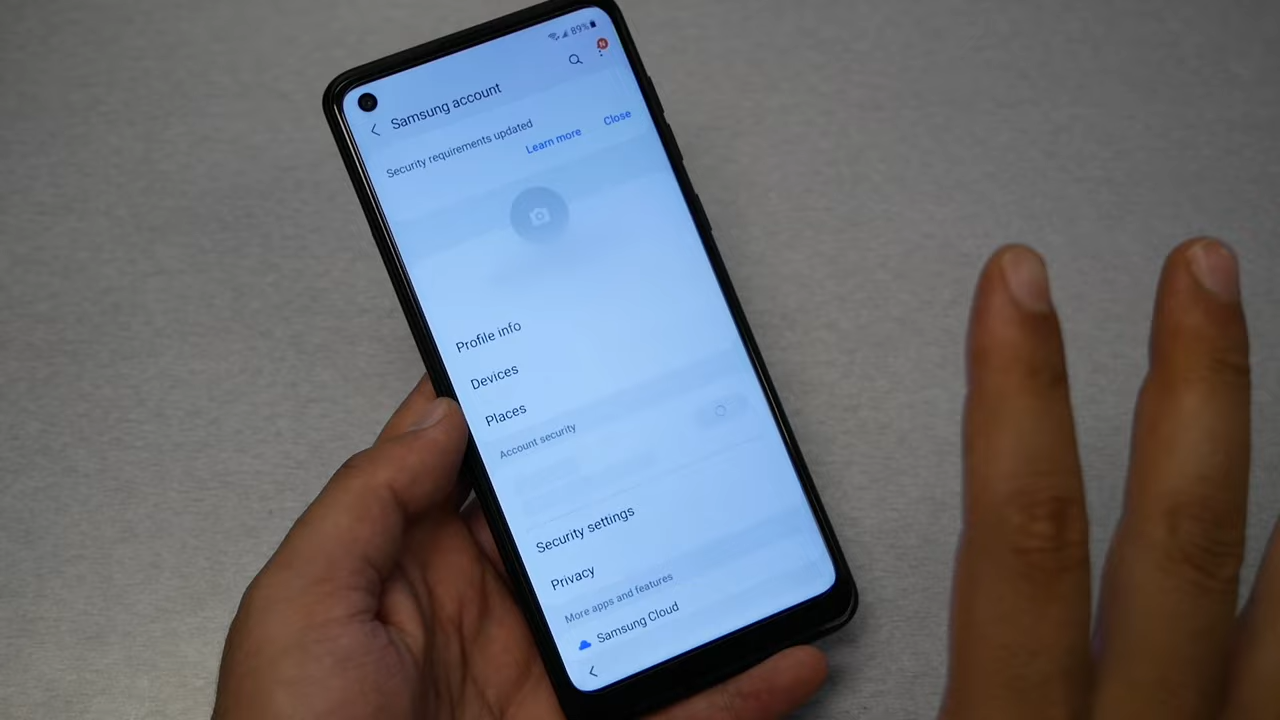 89%
N
Samsung account
Security requirements updated
Learn more
Close
Profile info
Devices
Places
Account security
Security settings
Privacy
More apps and features
Samsung Cloud